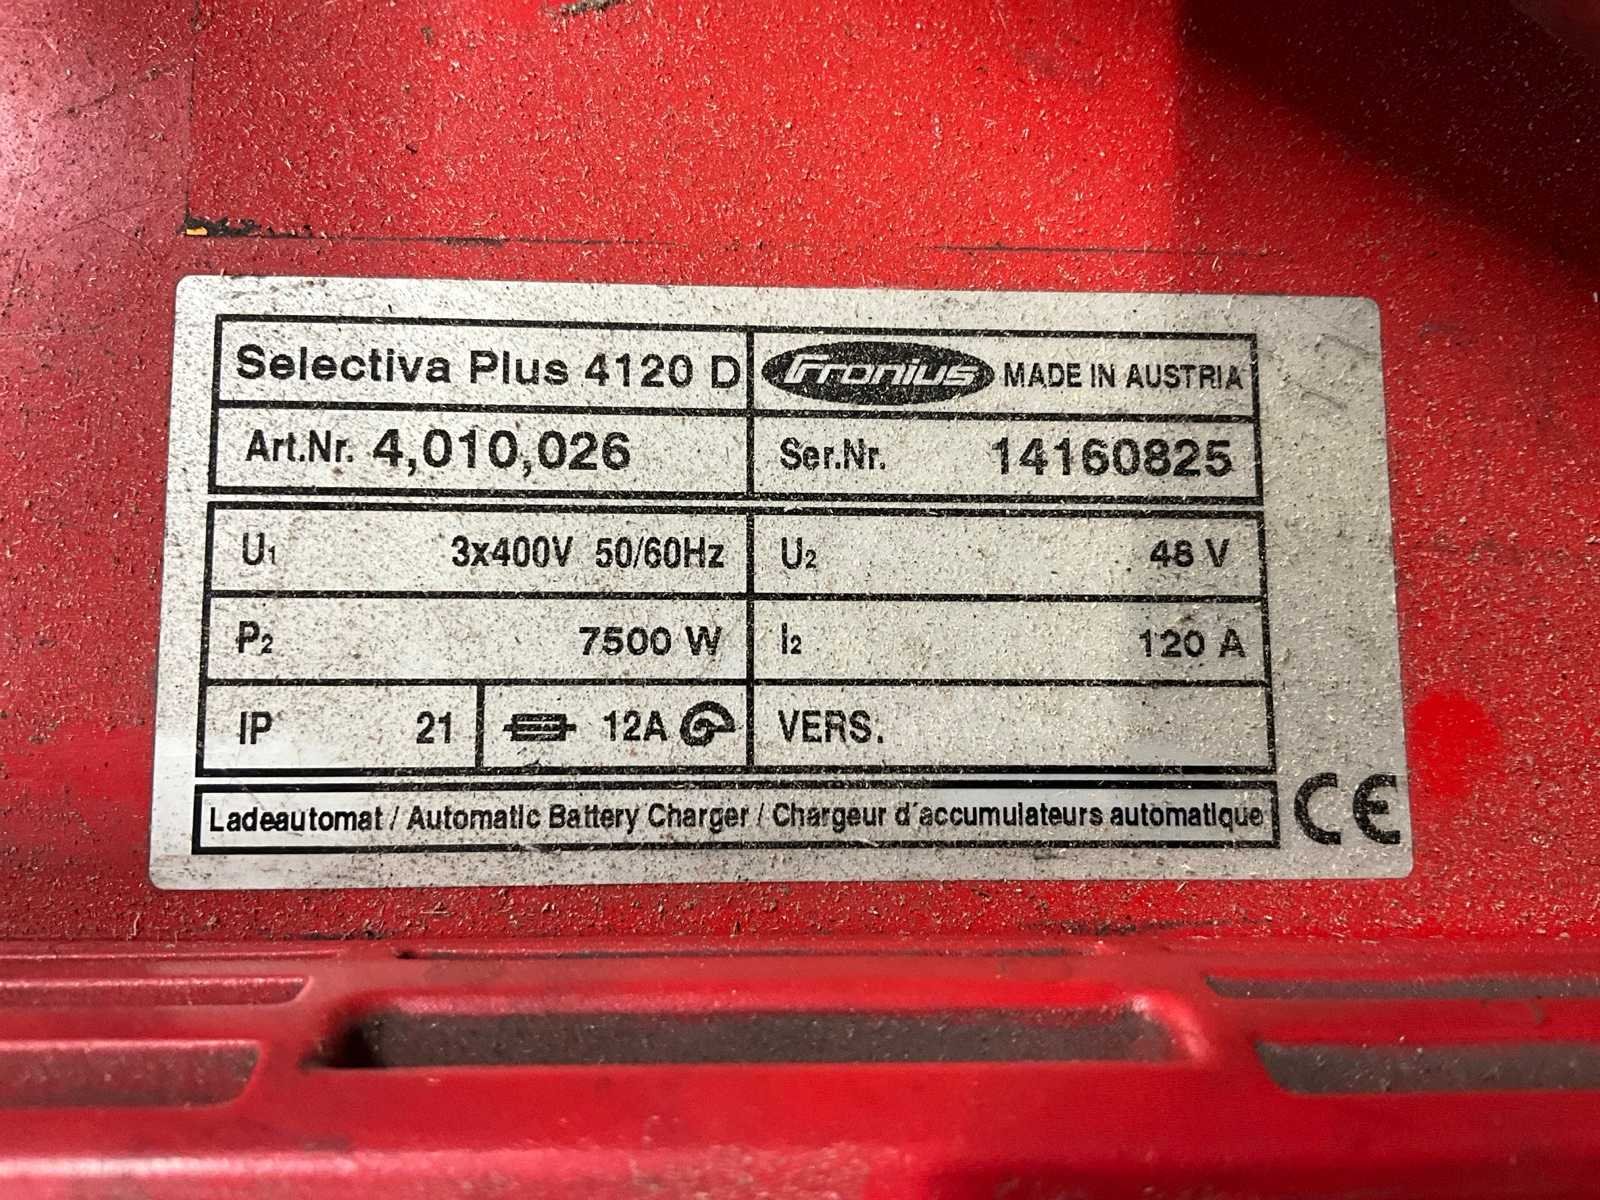 Selectiva Plus 4120 D
Fronius MADE IN AUSTRIA
Art.Nr. 4,010,026
Ser.Nr. 14160825
U1 3x400V 50/60Hz
U2 48 V
P2 7500 W
I2 120 A
IP 21
12A
VERS.
Ladeautomat / Automatic Battery Charger / Chargeur d´accumulateurs automatique
CE